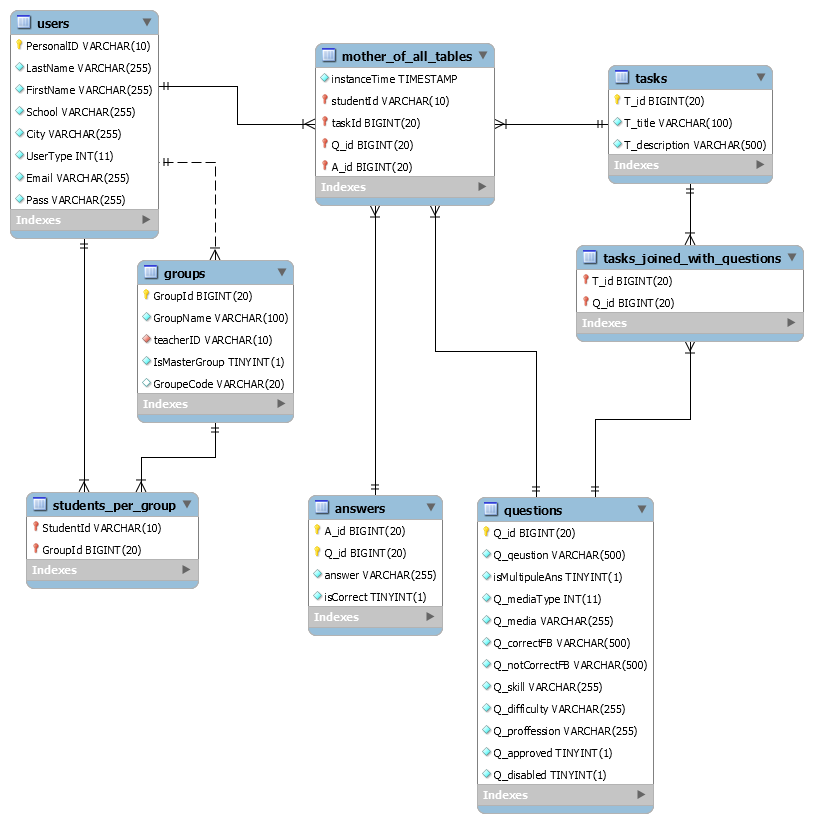 users
PersonalID VARCHAR(10)
LastName VARCHAR(255)
FirstName VARCHAR(255)
School VARCHAR(255)
City VARCHAR(255)
UserType INT(11)
Email VARCHAR(255)
Pass VARCHAR(255)
Indexes
mother_of_all_tables
instanceTime TIMESTAMP
studentId VARCHAR(10)
taskId BIGINT(20)
Q_id BIGINT(20)
A_id BIGINT(20)
Indexes
tasks
T_id BIGINT(20)
T_title VARCHAR(100)
T_description VARCHAR(500)
Indexes
groups
GroupId BIGINT(20)
GroupName VARCHAR(100)
teacherID VARCHAR(10)
IsMasterGroup TINYINT(1)
GroupeCode VARCHAR(20)
Indexes
tasks_joined_with_questions
T_id BIGINT(20)
Q_id BIGINT(20)
Indexes
students_per_group
StudentId VARCHAR(10)
GroupId BIGINT(20)
Indexes
answers
A_id BIGINT(20)
Q_id BIGINT(20)
answer VARCHAR(255)
isCorrect TINYINT(1)
Indexes
questions
Q_id BIGINT(20)
Q_qeustion VARCHAR(500)
isMultipuleAns TINYINT(1)
Q_mediaType INT(11)
Q_media VARCHAR(255)
Q_correctFB VARCHAR(500)
Q_notCorrectFB VARCHAR(500)
Q_skill VARCHAR(255)
Q_difficulty VARCHAR(255)
Q_proffession VARCHAR(255)
Q_approved TINYINT(1)
Q_disabled TINYINT(1)
Indexes